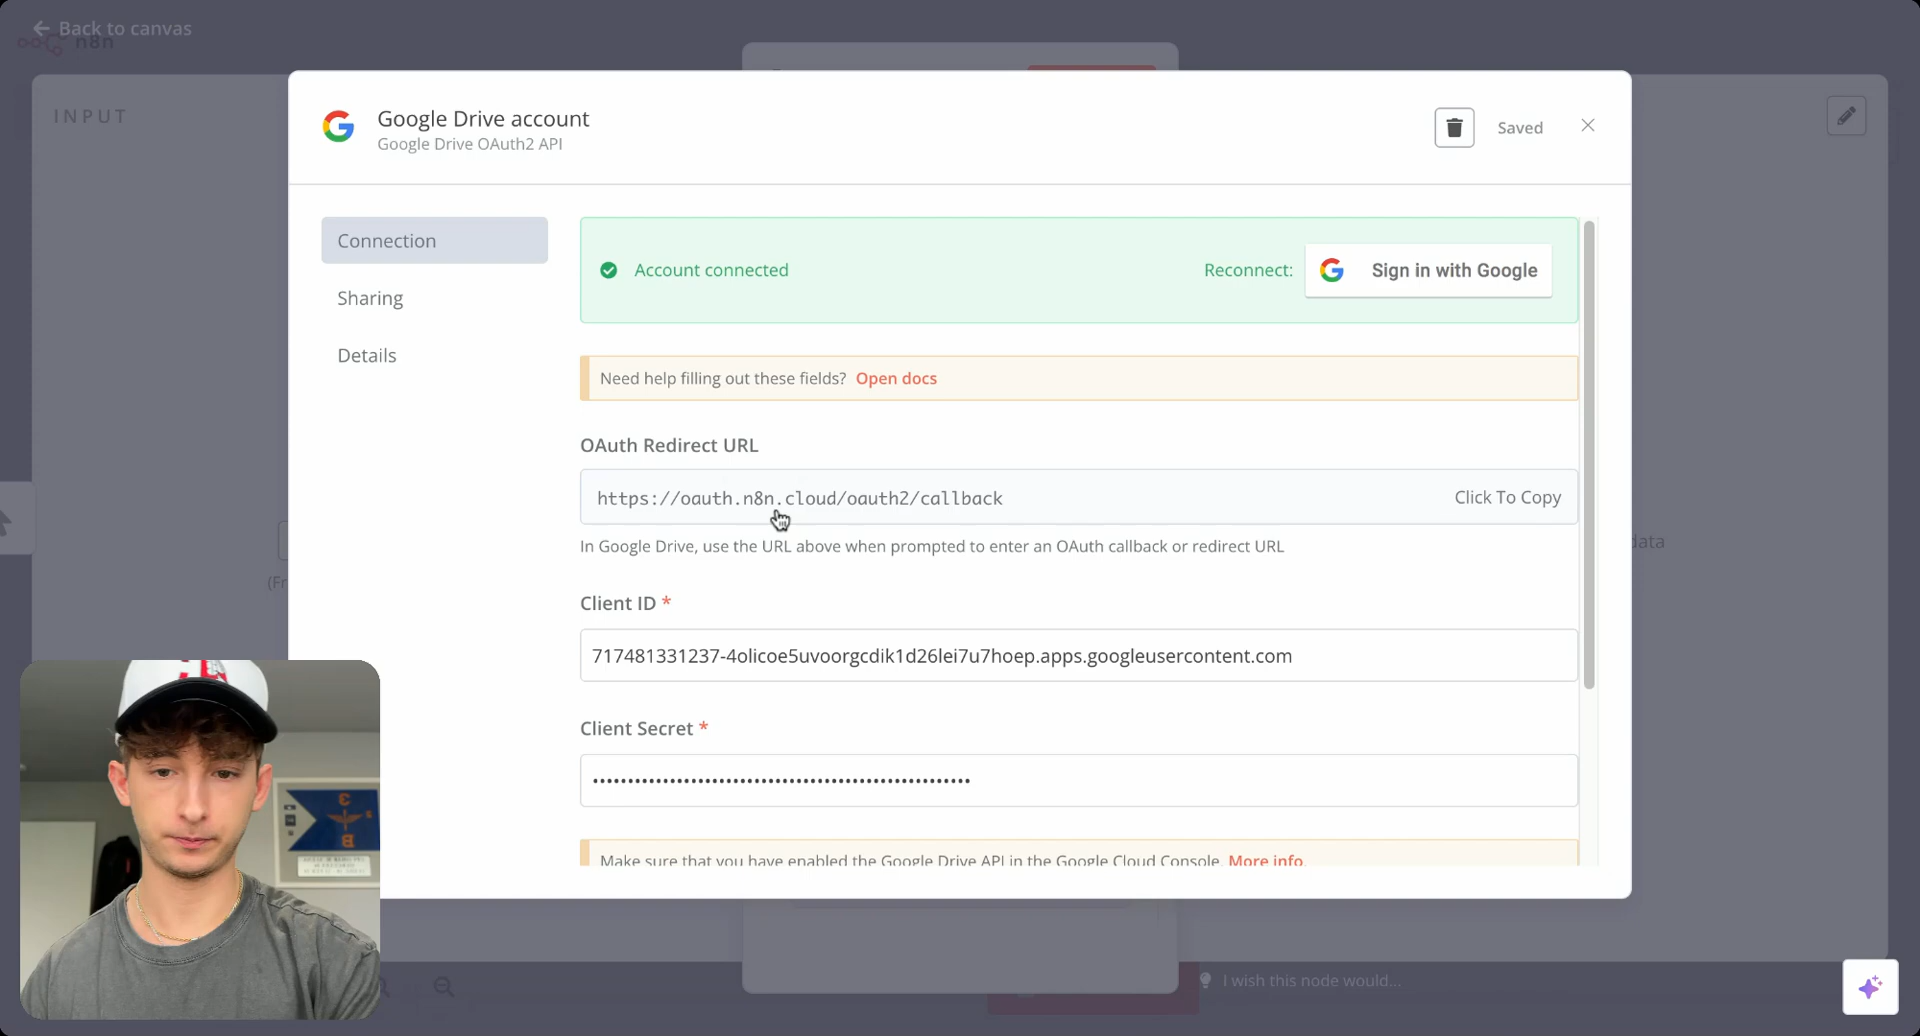 Back to canvas
n8n
INPUT
Google Drive account
Google Drive OAuth2 API
Saved
Connection
Sharing
Details
Account connected
Reconnect:
Sign in with Google
Need help filling out these fields? Open docs
OAuth Redirect URL
https://oauth.n8n.cloud/oauth2/callback
Click To Copy
In Google Drive, use the URL above when prompted to enter an OAuth callback or redirect URL
data
(Fr
Client ID *
717481331237-4olicoe5uvoorgcdik1d26lei7u7hoep.apps.googleusercontent.com
Client Secret *
••••••••••••••••••••••••••••••••••••••••••••••••••••••
Make sure that you have enabled the Google Drive API in the Google Cloud Console. More info.
3
B
I wish this node would...